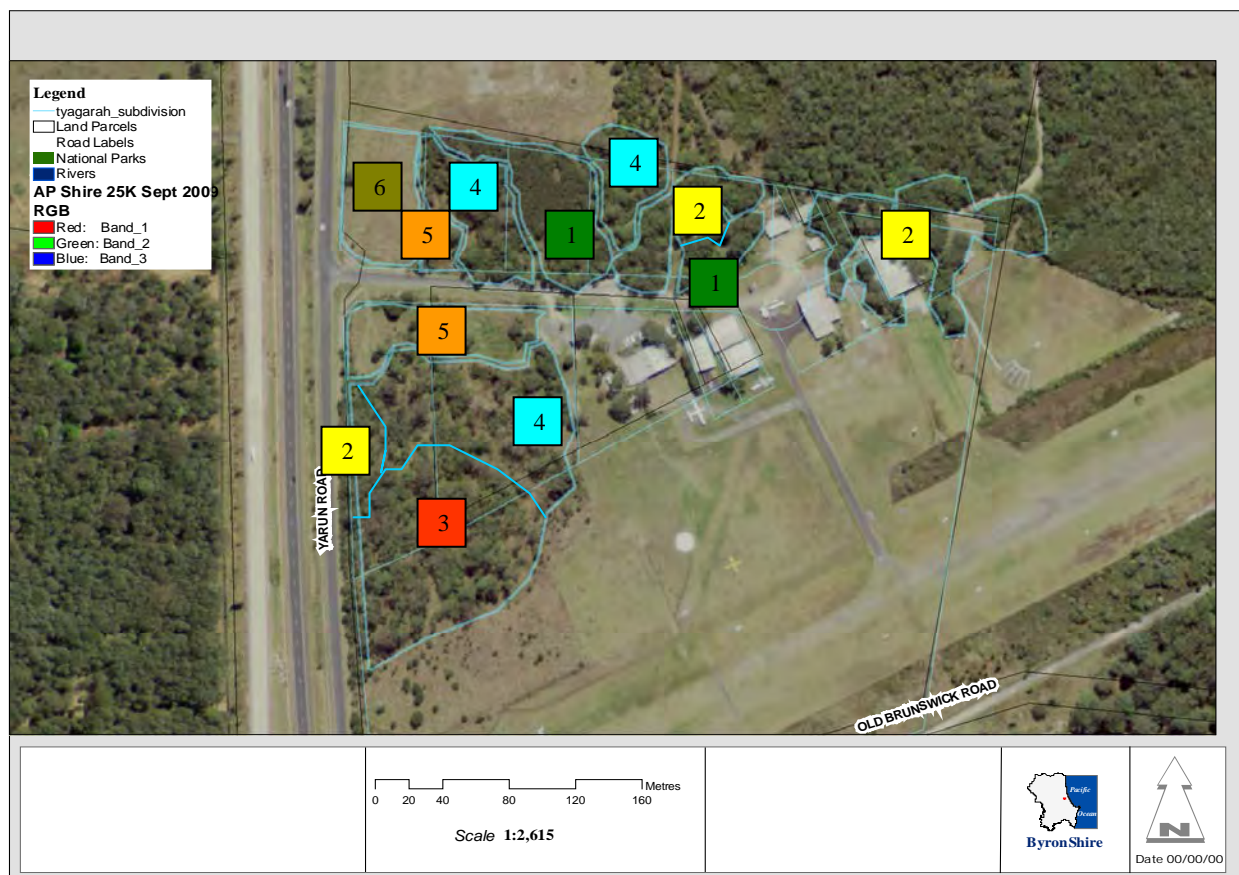 Legend
tyagarah_subdivision
Land Parcels
Road Labels
National Parks
Rivers
AP Shire 25K Sept 2009
RGB
Red: Band_1
Green: Band_2
Blue: Band_3
4
6
4
2
5
1
2
1
5
4
2
3
YARUN ROAD
OLD BRUNSWICK ROAD
0 20 40 80 120 160
Metres
Scale 1:2,615
Pacific
Ocean
ByronShire
N
Date 00/00/00